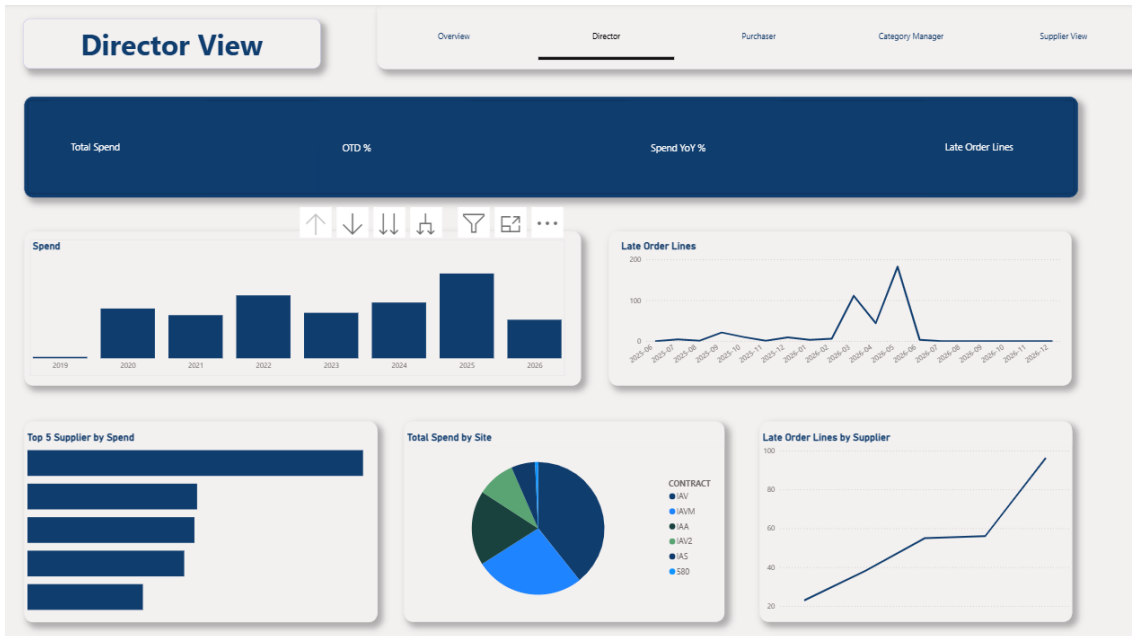 Director View
Overview
Director
Purchaser
Category Manager
Supplier View
Total Spend
OTD %
Spend YoY %
Late Order Lines
Spend
2019
2020
2021
2022
2023
2024
2025
2026
Late Order Lines
200
100
0
2025-06
2025-07
2025-08
2025-09
2025-10
2025-11
2025-12
2026-01
2026-02
2026-03
2026-04
2026-05
2026-06
2026-07
2026-08
2026-09
2026-10
2026-11
2026-12
Top 5 Supplier by Spend
Total Spend by Site
CONTRACT
IAV
IAVM
IAA
IAV2
IAS
580
Late Order Lines by Supplier
100
80
60
40
20